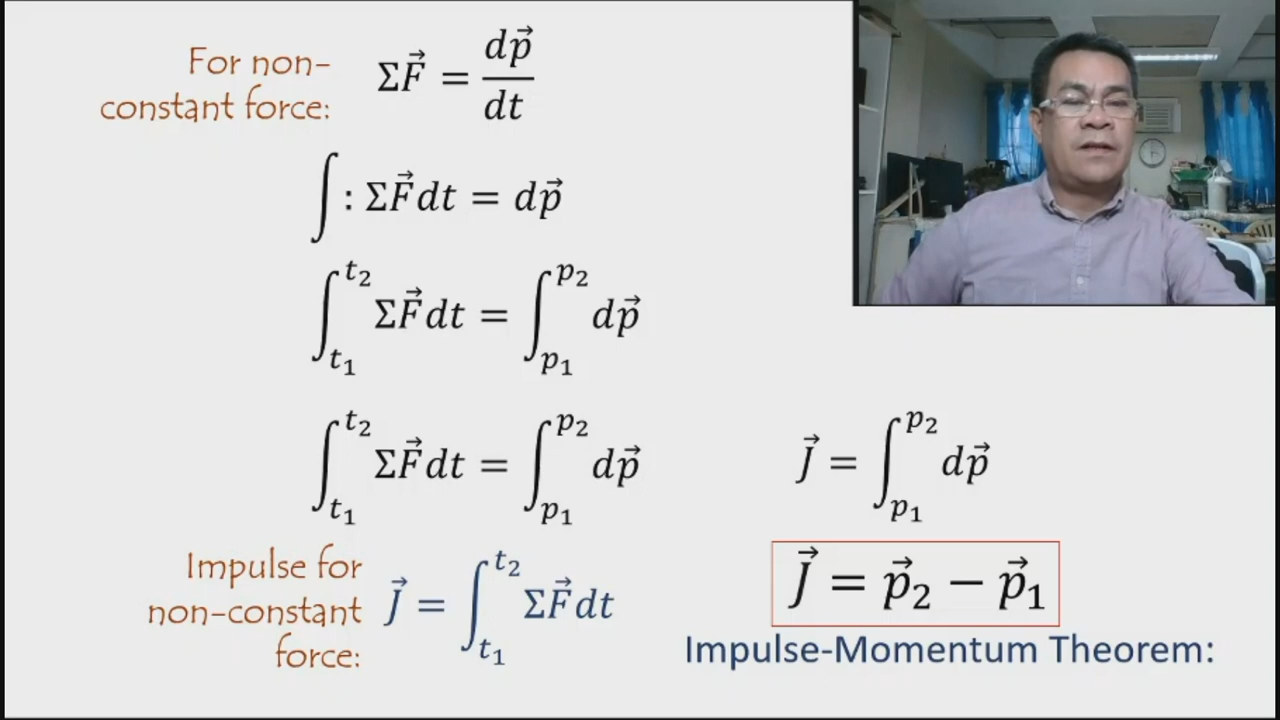 For non-
constant force:
ΣF⃗ = dp⃗/dt
∫ : ΣF⃗dt = dp⃗
∫_{t₁}^{t₂} ΣF⃗dt = ∫_{p₁}^{p₂} dp⃗
∫_{t₁}^{t₂} ΣF⃗dt = ∫_{p₁}^{p₂} dp⃗
J⃗ = ∫_{p₁}^{p₂} dp⃗
Impulse for
non-constant
force:
J⃗ = ∫_{t₁}^{t₂} ΣF⃗dt
J⃗ = p⃗₂ − p⃗₁
Impulse-Momentum Theorem: